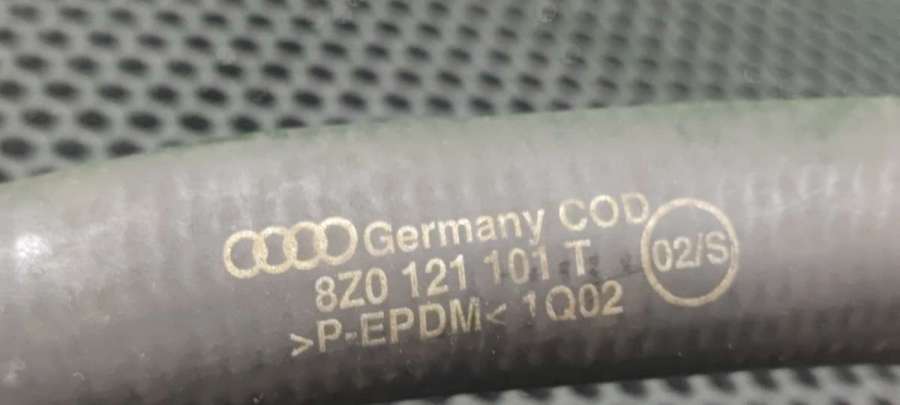 Germany COD
8Z0 121 101 T
02/S
>P-EPDM< 1Q02